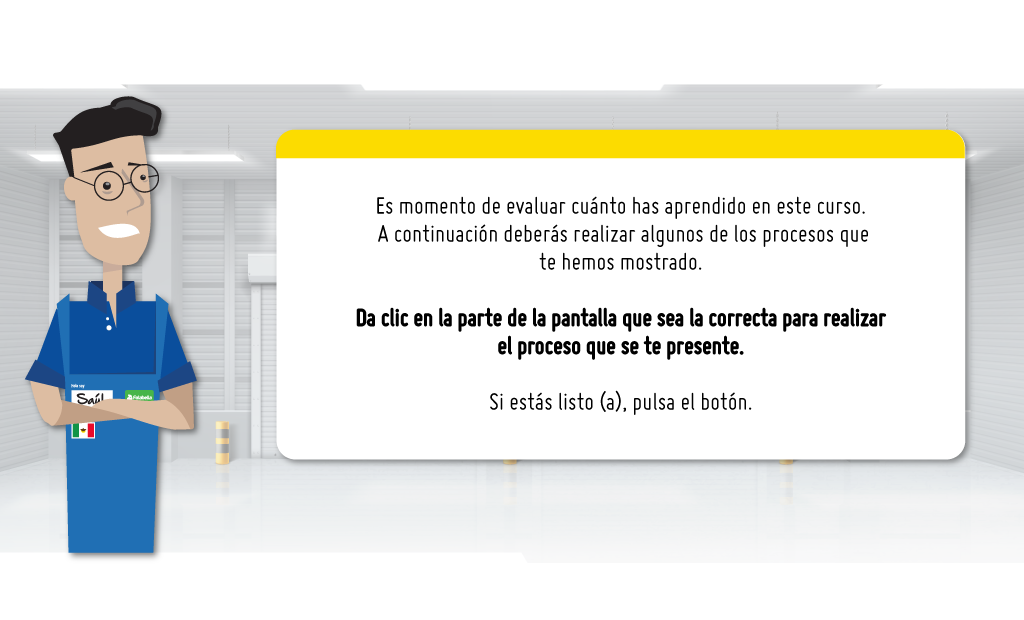 Es momento de evaluar cuánto has aprendido en este curso.
A continuación deberás realizar algunos de los procesos que
te hemos mostrado.
Da clic en la parte de la pantalla que sea la correcta para realizar
el proceso que se te presente.
Si estás listo (a), pulsa el botón.
Hola soy
Saúl
Falabella